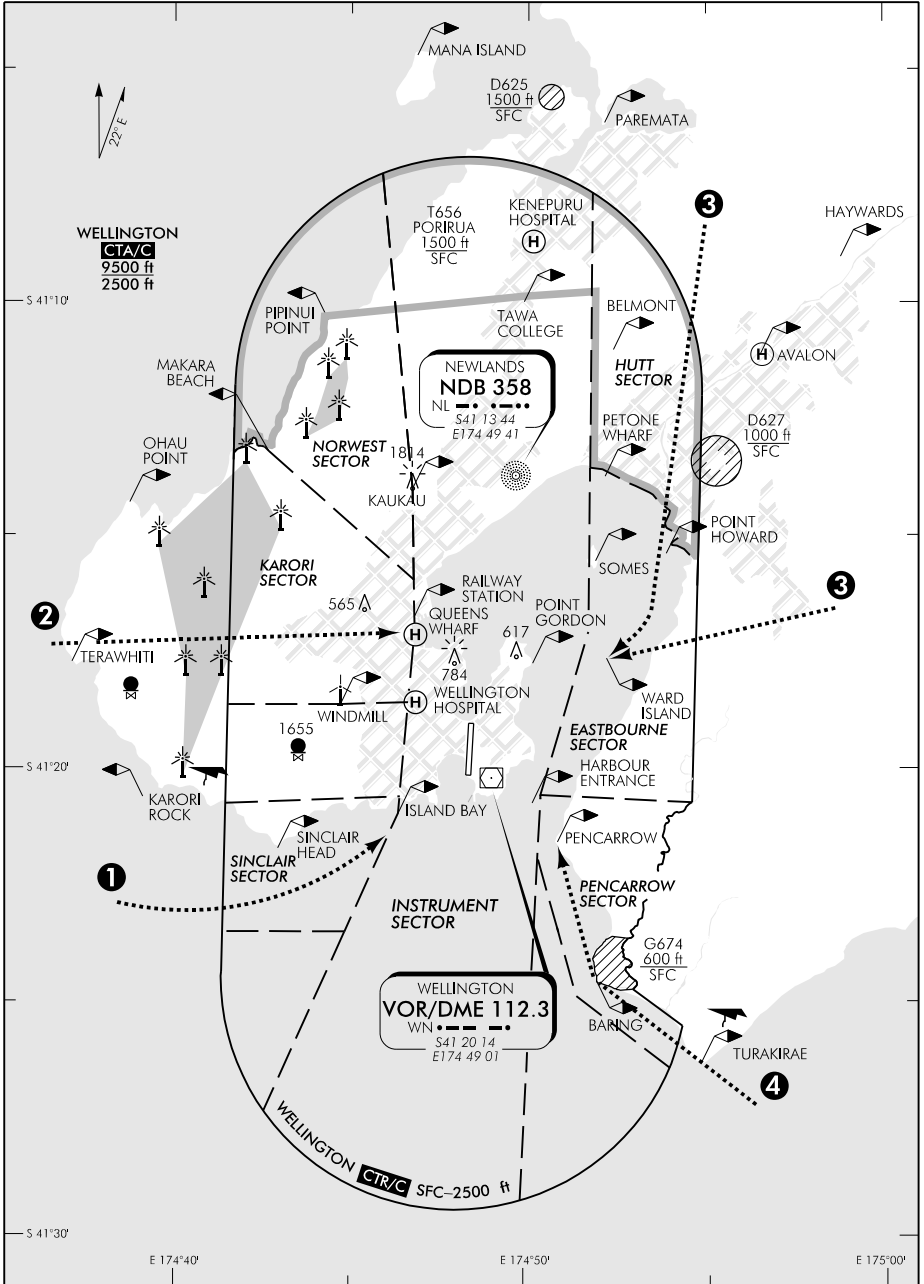 MANA ISLAND
D625
1500 ft
SFC
PAREMATA
22° E
WELLINGTON
CTA/C
9500 ft
2500 ft
T656
PORIRUA
1500 ft
SFC
KENEPURU
HOSPITAL
H
3
HAYWARDS
S 41°10'
PIPINUI
POINT
TAWA
COLLEGE
BELMONT
HUTT
SECTOR
H AVALON
MAKARA
BEACH
NEWLANDS
NDB 358
NL
S41 13 44
E174 49 41
OHAU
POINT
NORWEST
SECTOR
1814
KAUKAU
PETONE
WHARF
D627
1000 ft
SFC
POINT
HOWARD
KARORI
SECTOR
SOMES
565
RAILWAY
STATION
QUEENS
WHARF
H
POINT
GORDON
617
784
3
2
TERAWHITI
WINDMILL
H
WELLINGTON
HOSPITAL
WARD
ISLAND
1655
EASTBOURNE
SECTOR
S 41°20'
KARORI
ROCK
HARBOUR
ENTRANCE
ISLAND BAY
SINCLAIR
HEAD
PENCARROW
SINCLAIR
SECTOR
1
INSTRUMENT
SECTOR
PENCARROW
SECTOR
G674
600 ft
SFC
WELLINGTON
VOR/DME 112.3
WN
S41 20 14
E174 49 01
BARING
TURAKIRAE
4
WELLINGTON CTR/C SFC–2500 ft
S 41°30'
E 174°40'
E 174°50'
E 175°00'